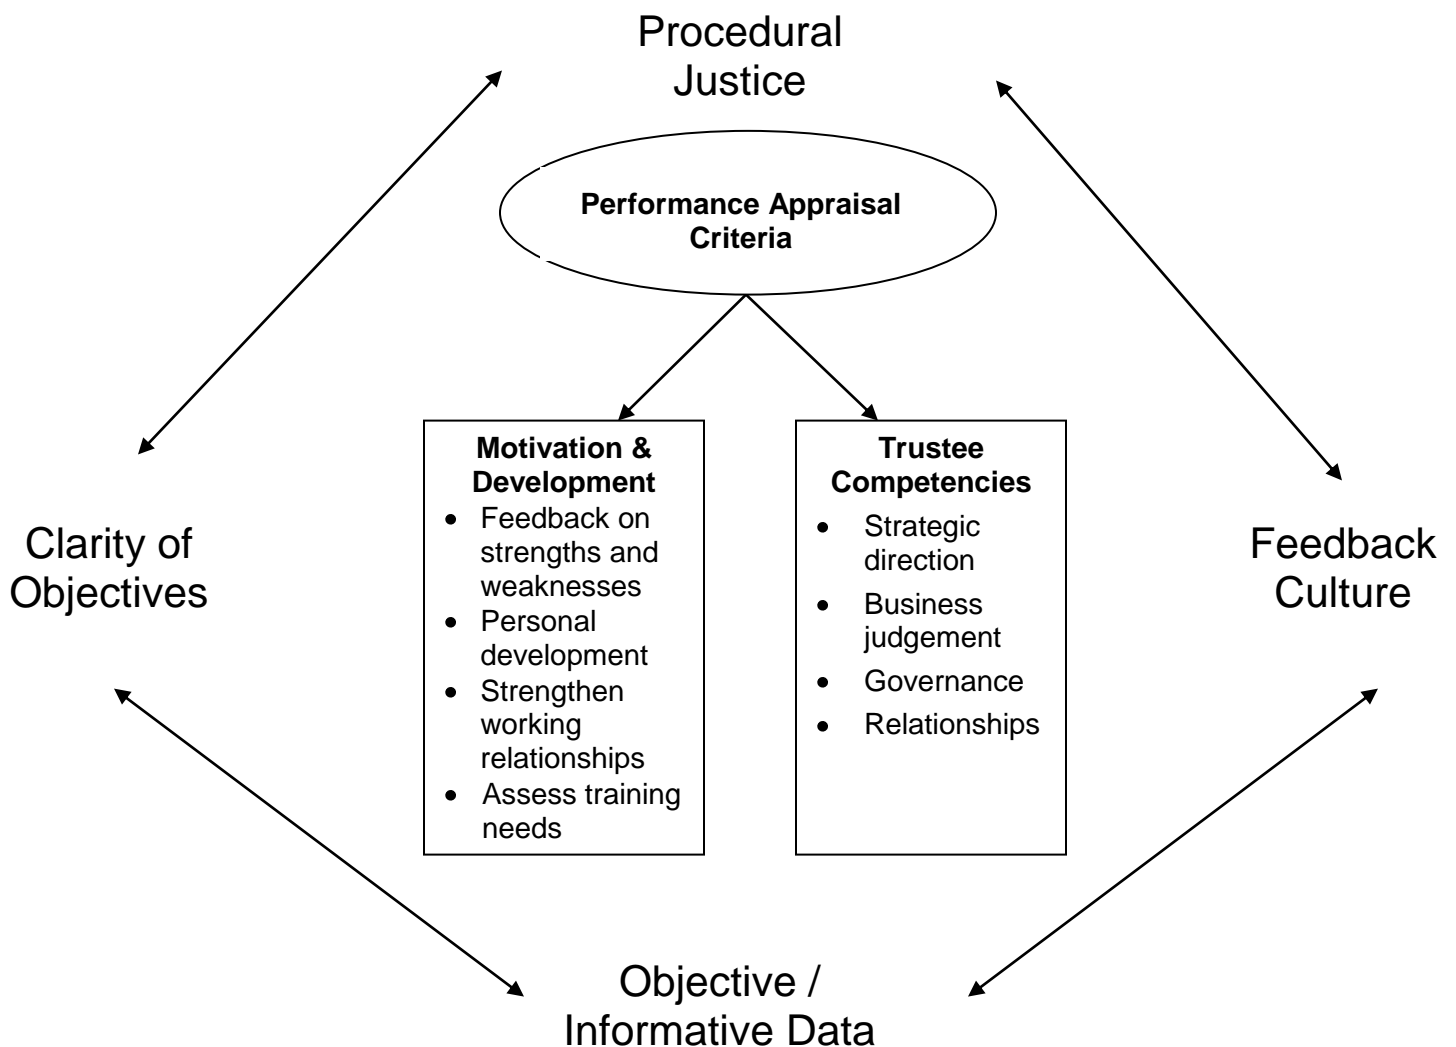 Procedural
Justice
Performance Appraisal
Criteria
Motivation &
Development
• Feedback on
strengths and
weaknesses
• Personal
development
• Strengthen
working
relationships
• Assess training
needs
Trustee
Competencies
• Strategic
direction
• Business
judgement
• Governance
• Relationships
Clarity of
Objectives
Feedback
Culture
Objective /
Informative Data